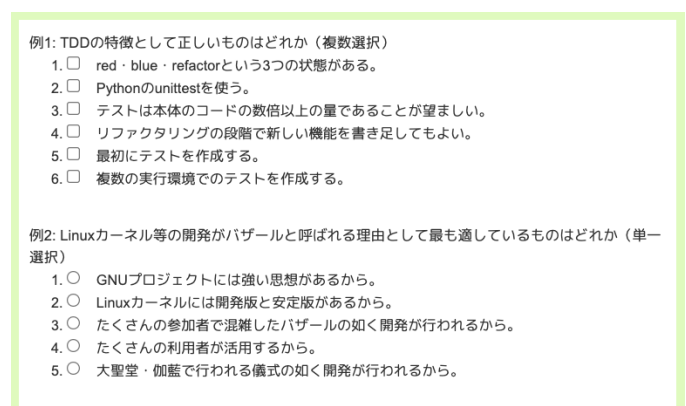 例1: TDDの特徴として正しいものはどれか（複数選択）
1. red・blue・refactorという3つの状態がある。
2. Pythonのunittestを使う。
3. テストは本体のコードの数倍以上の量であることが望ましい。
4. リファクタリングの段階で新しい機能を書き足してもよい。
5. 最初にテストを作成する。
6. 複数の実行環境でのテストを作成する。
例2: Linuxカーネル等の開発がバザールと呼ばれる理由として最も適しているものはどれか（単一
選択）
1. GNUプロジェクトには強い思想があるから。
2. Linuxカーネルには開発版と安定版があるから。
3. たくさんの参加者で混雑したバザールの如く開発が行われるから。
4. たくさんの利用者が活用するから。
5. 大聖堂・伽藍で行われる儀式の如く開発が行われるから。